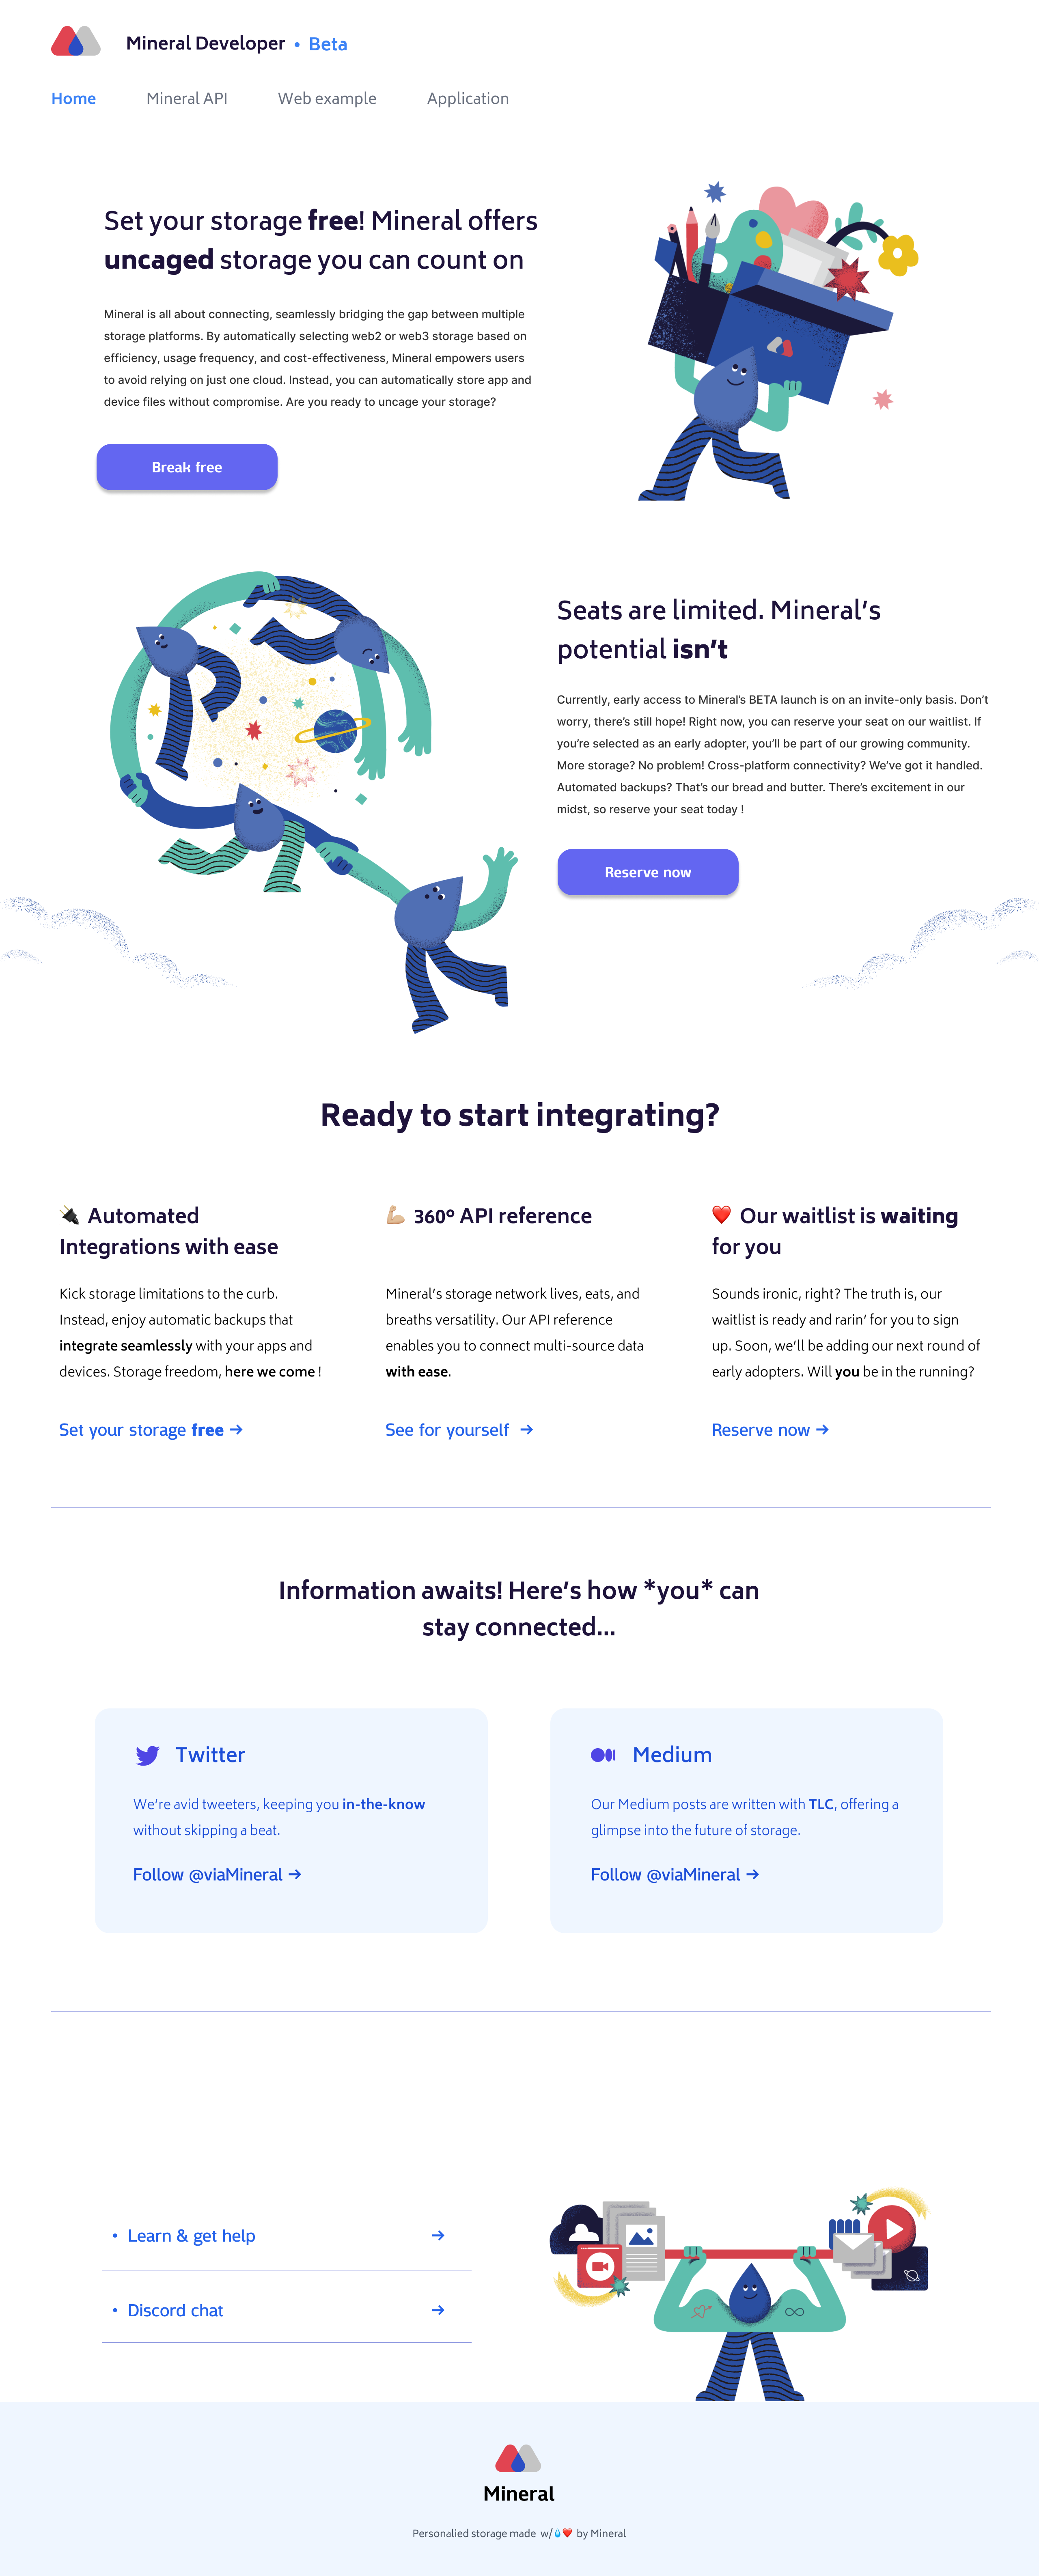 Mineral Developer • Beta
Home Mineral API Web example Application
Set your storage free! Mineral offers
uncaged storage you can count on
Mineral is all about connecting, seamlessly bridging the gap between multiple
storage platforms. By automatically selecting web2 or web3 storage based on
efficiency, usage frequency, and cost-effectiveness, Mineral empowers users
to avoid relying on just one cloud. Instead, you can automatically store app and
device files without compromise. Are you ready to uncage your storage?
Break free
Seats are limited. Mineral’s
potential isn’t
Currently, early access to Mineral’s BETA launch is on an invite-only basis. Don’t
worry, there’s still hope! Right now, you can reserve your seat on our waitlist. If
you’re selected as an early adopter, you’ll be part of our growing community.
More storage? No problem! Cross-platform connectivity? We’ve got it handled.
Automated backups? That’s our bread and butter. There’s excitement in our
midst, so reserve your seat today !
Reserve now
Ready to start integrating?
🔌 Automated
Integrations with ease
Kick storage limitations to the curb.
Instead, enjoy automatic backups that
integrate seamlessly with your apps and
devices. Storage freedom, here we come !
Set your storage free →
💪🏼 360° API reference
Mineral’s storage network lives, eats, and
breaths versatility. Our API reference
enables you to connect multi-source data
with ease.
See for yourself →
❤️ Our waitlist is waiting
for you
Sounds ironic, right? The truth is, our
waitlist is ready and rarin’ for you to sign
up. Soon, we’ll be adding our next round of
early adopters. Will you be in the running?
Reserve now →
Information awaits! Here’s how *you* can
stay connected...
Twitter
We’re avid tweeters, keeping you in-the-know
without skipping a beat.
Follow @viaMineral →
Medium
Our Medium posts are written with TLC, offering a
glimpse into the future of storage.
Follow @viaMineral →
• Learn & get help →
• Discord chat →
Mineral
Personalied storage made w/💧❤️ by Mineral